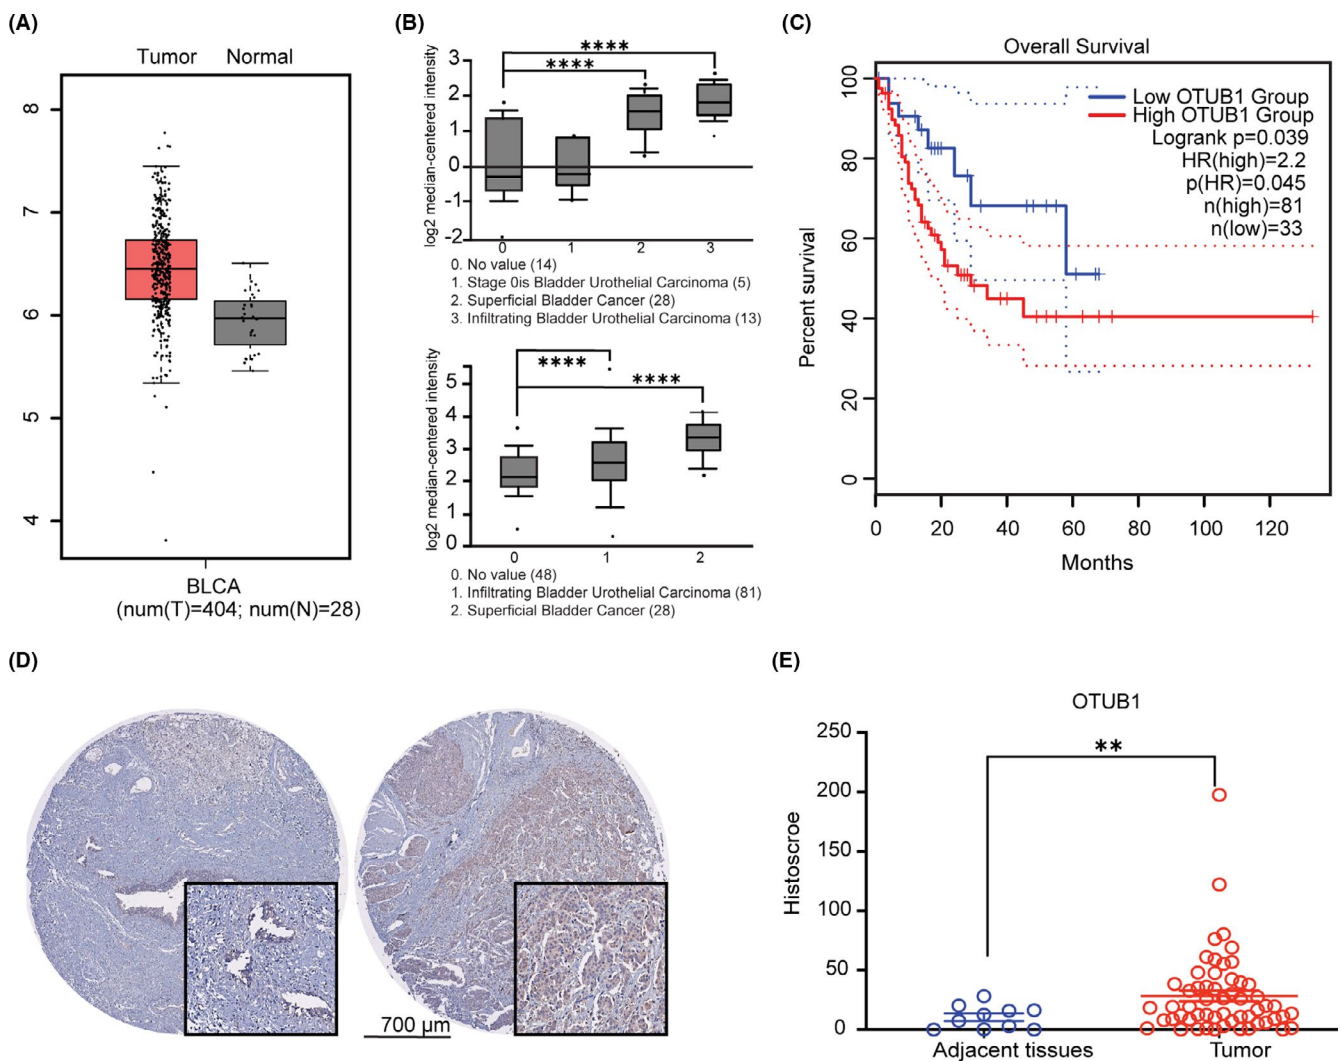 (A)
Tumor Normal
8
7
6
5
4
BLCA
(num(T)=404; num(N)=28)
(B)
****
****
log2 median-centered intensity
3
2
1
0
-1
-2
0 1 2 3
0. No value (14)
1. Stage 0is Bladder Urothelial Carcinoma (5)
2. Superficial Bladder Cancer (28)
3. Infiltrating Bladder Urothelial Carcinoma (13)
****
****
log2 median-centered intensity
5
4
3
2
1
0
0 1 2
0. No value (48)
1. Infiltrating Bladder Urothelial Carcinoma (81)
2. Superficial Bladder Cancer (28)
(C)
Overall Survival
Low OTUB1 Group
High OTUB1 Group
Logrank p=0.039
HR(high)=2.2
p(HR)=0.045
n(high)=81
n(low)=33
Percent survival
100
80
60
40
20
0
0 20 40 60 80 100 120
Months
(D)
700 µm
(E)
OTUB1
**
Histoscroe
250
200
150
100
50
0
Adjacent tissues Tumor